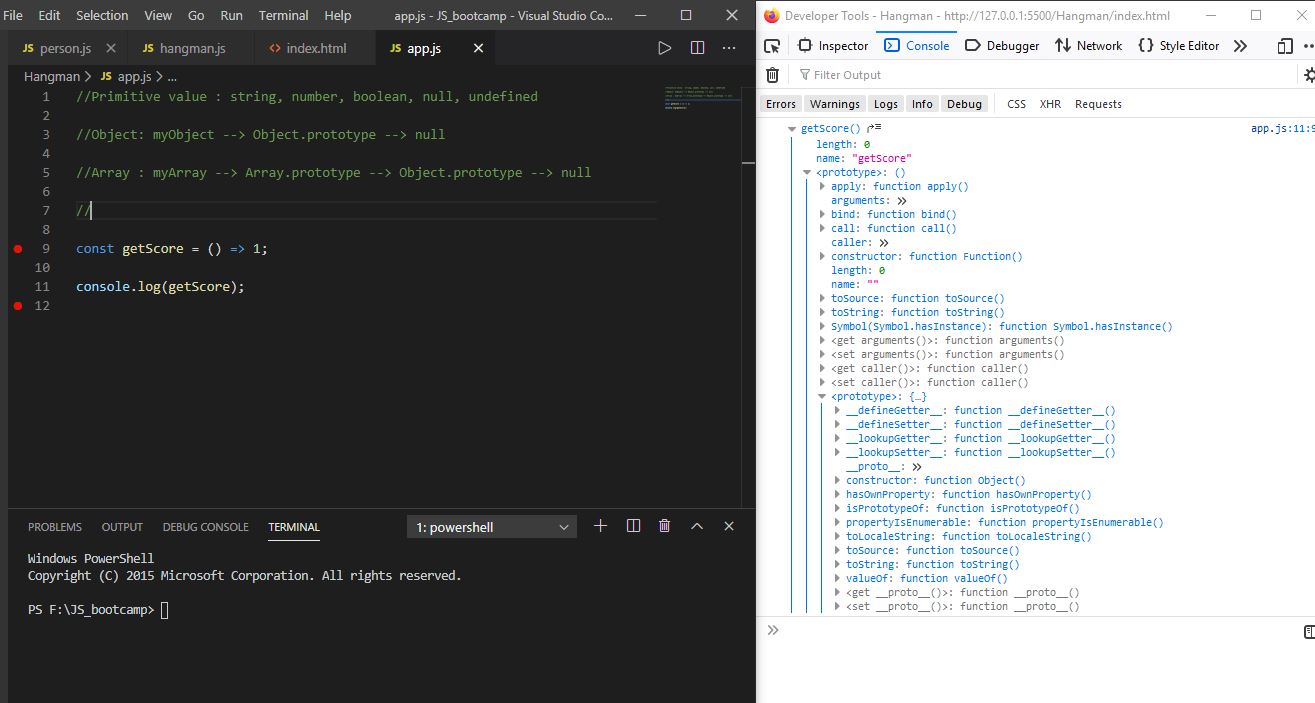 File Edit Selection View Go Run Terminal Help app.js - JS_bootcamp - Visual Studio Co...
JS person.js JS hangman.js <> index.html JS app.js
Hangman > JS app.js > ...
1 //Primitive value : string, number, boolean, null, undefined
2
3 //Object: myObject --> Object.prototype --> null
4
5 //Array : myArray --> Array.prototype --> Object.prototype --> null
6
7 //
8
9 const getScore = () => 1;
10
11 console.log(getScore);
12
PROBLEMS OUTPUT DEBUG CONSOLE TERMINAL 1: powershell
Windows PowerShell
Copyright (C) 2015 Microsoft Corporation. All rights reserved.
PS F:\JS_bootcamp>
Developer Tools - Hangman - http://127.0.0.1:5500/Hangman/index.html
Inspector Console Debugger Network {} Style Editor
Filter Output
Errors Warnings Logs Info Debug CSS XHR Requests
getScore() app.js:11:9
length: 0
name: "getScore"
<prototype>: ()
apply: function apply()
arguments: >>
bind: function bind()
call: function call()
caller: >>
constructor: function Function()
length: 0
name: ""
toSource: function toSource()
toString: function toString()
Symbol(Symbol.hasInstance): function Symbol.hasInstance()
<get arguments()>: function arguments()
<set arguments()>: function arguments()
<get caller()>: function caller()
<set caller()>: function caller()
<prototype>: {…}
__defineGetter__: function __defineGetter__()
__defineSetter__: function __defineSetter__()
__lookupGetter__: function __lookupGetter__()
__lookupSetter__: function __lookupSetter__()
__proto__: >>
constructor: function Object()
hasOwnProperty: function hasOwnProperty()
isPrototypeOf: function isPrototypeOf()
propertyIsEnumerable: function propertyIsEnumerable()
toLocaleString: function toLocaleString()
toSource: function toSource()
toString: function toString()
valueOf: function valueOf()
<get __proto__()>: function __proto__()
<set __proto__()>: function __proto__()